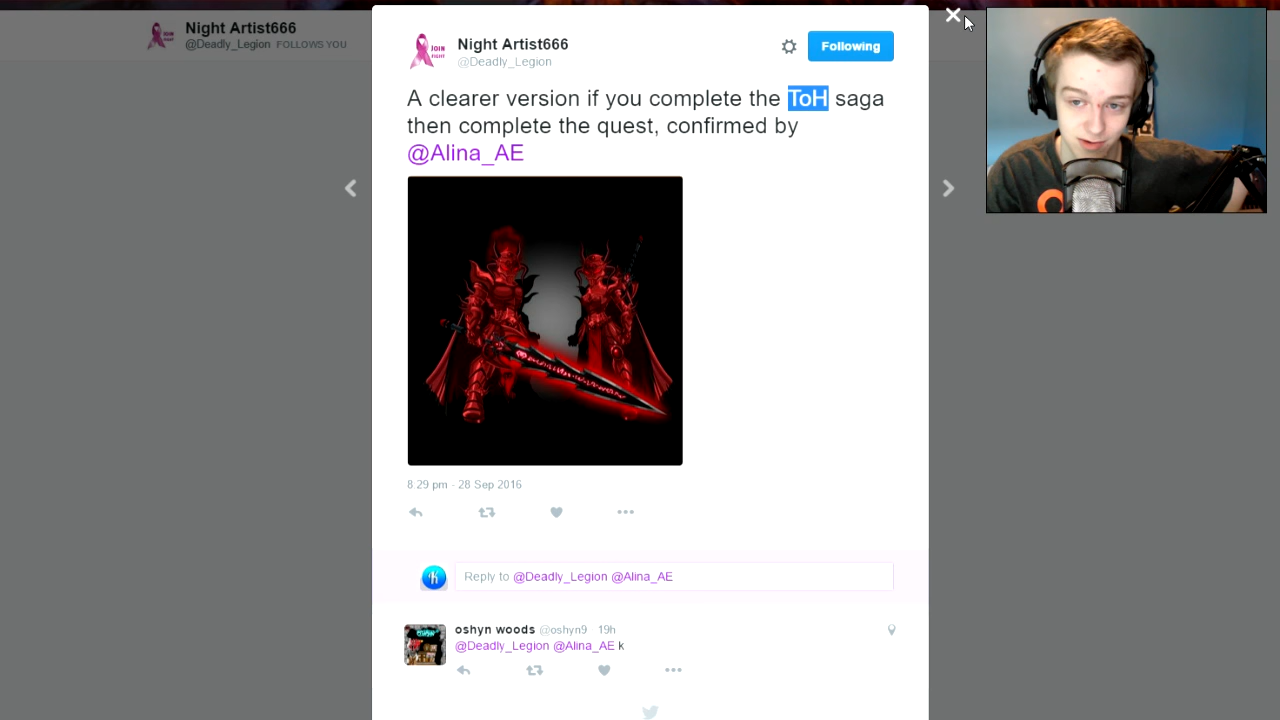 Night Artist666
@Deadly_Legion FOLLOWS YOU
JOIN
FIGHT
Night Artist666
@Deadly_Legion
Following
A clearer version if you complete the ToH saga
then complete the quest, confirmed by
@Alina_AE
8:29 pm - 28 Sep 2016
Reply to @Deadly_Legion @Alina_AE
oshyn woods @oshyn9 · 19h
@Deadly_Legion @Alina_AE k